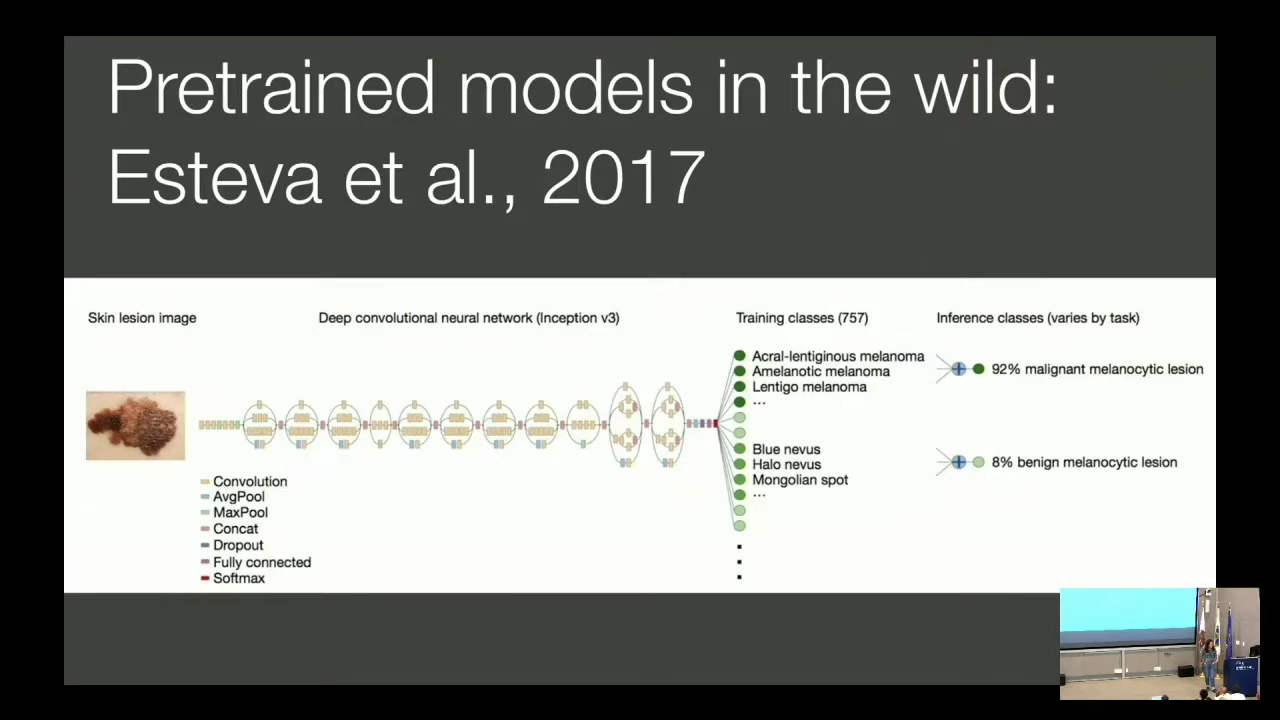 Pretrained models in the wild:
Esteva et al., 2017
Skin lesion image
Deep convolutional neural network (Inception v3)
Training classes (757)
Inference classes (varies by task)
Acral-lentiginous melanoma
Amelanotic melanoma
Lentigo melanoma
...
Blue nevus
Halo nevus
Mongolian spot
...
92% malignant melanocytic lesion
8% benign melanocytic lesion
Convolution
AvgPool
MaxPool
Concat
Dropout
Fully connected
Softmax